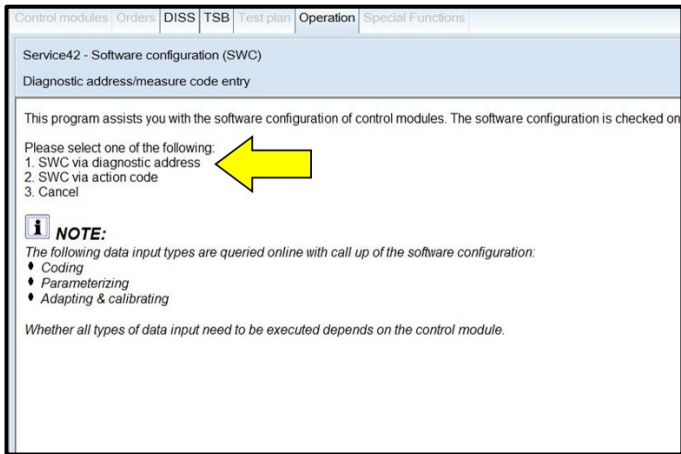 Control modules Orders DISS TSB Test plan Operation Special Functions
Service42 - Software configuration (SWC)
Diagnostic address/measure code entry
This program assists you with the software configuration of control modules. The software configuration is checked on
Please select one of the following:
1. SWC via diagnostic address
2. SWC via action code
3. Cancel
i NOTE:
The following data input types are queried online with call up of the software configuration:
♦ Coding
♦ Parameterizing
♦ Adapting & calibrating
Whether all types of data input need to be executed depends on the control module.